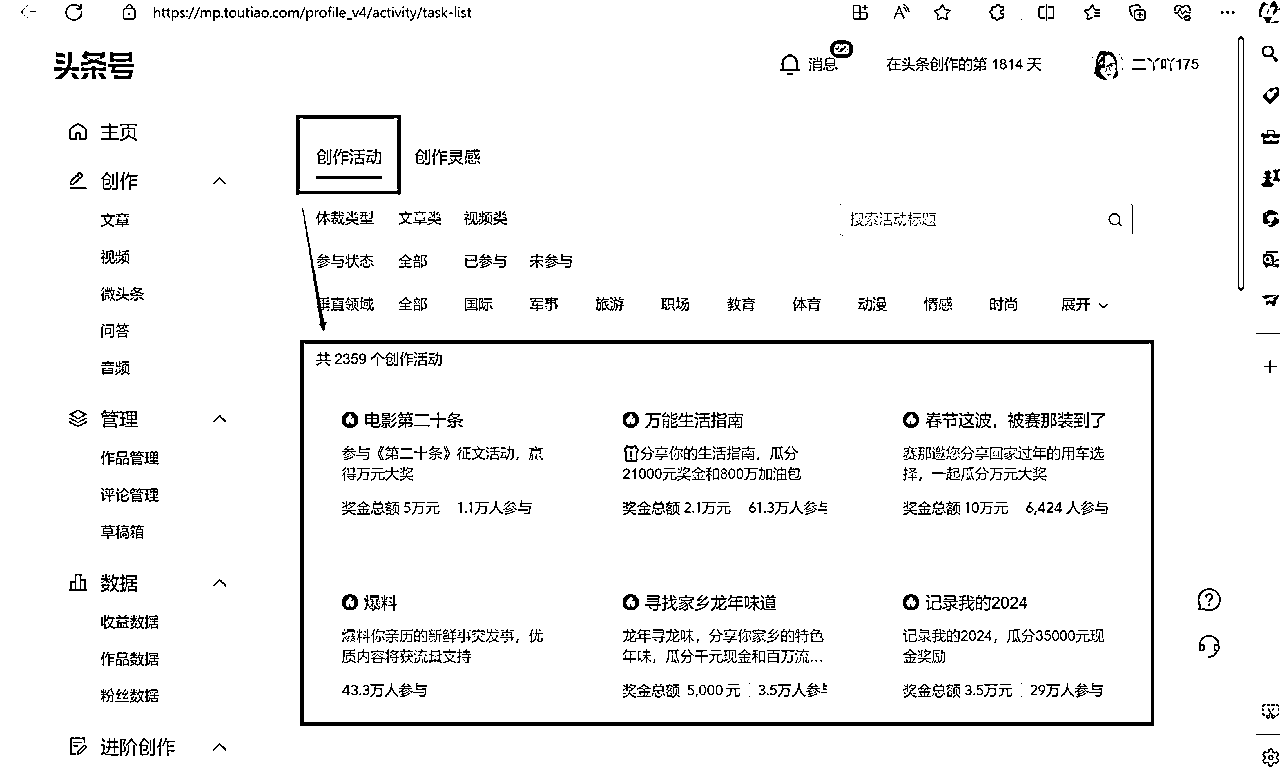 https://mp.toutiao.com/profile_v4/activity/task-list
头条号
消息
在头条创作的第 1814 天
二丫吖175
主页
创作
文章
视频
微头条
问答
音频
管理
作品管理
评论管理
草稿箱
数据
收益数据
作品数据
粉丝数据
进阶创作
创作活动 创作灵感
体裁类型 文章类 视频类
搜索活动标题
参与状态 全部 已参与 未参与
垂直领域 全部 国际 军事 旅游 职场 教育 体育 动漫 情感 时尚 展开
共 2359 个创作活动
电影第二十条
参与《第二十条》征文活动，赢
得万元大奖
奖金总额 5万元 1.1万人参与
万能生活指南
分享你的生活指南，瓜分
21000元奖金和800万加油包
奖金总额 2.1万元 61.3万人参与
春节这波，被赛那装到了
赛那邀您分享回家过年的用车选
择，一起瓜分万元大奖
奖金总额 10万元 6,424 人参与
爆料
爆料你亲历的新鲜事突发事，优
质内容将获流量支持
43.3万人参与
寻找家乡龙年味道
龙年寻龙味，分享你家乡的特色
年味，瓜分千元现金和百万流...
奖金总额 5,000 元 3.5万人参与
记录我的2024
记录我的2024，瓜分35000元现
金奖励
奖金总额 3.5万元 29万人参与